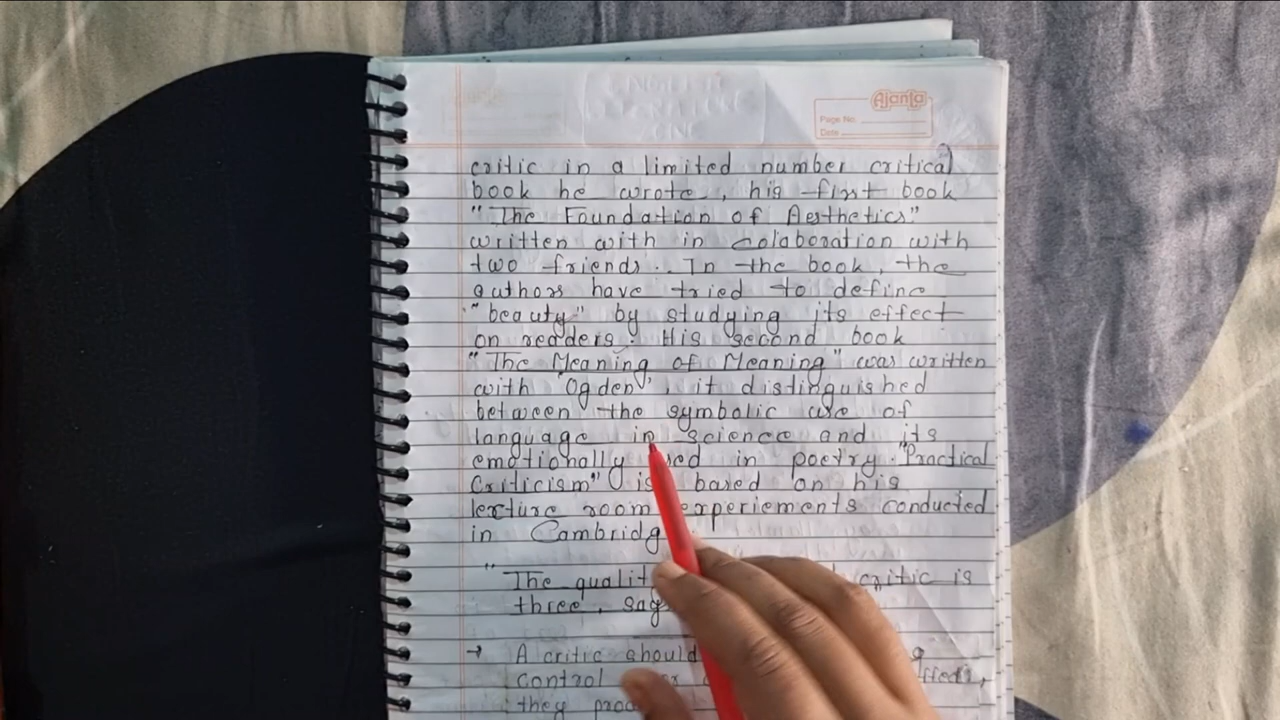 Ajanta
Page No.
Date
critic in a limited number critical
book he wrote, his first book
"The Foundation of Aesthetics"
written with in colaboration with
two friends. In the book, the
authors have tried to define
"beauty" by studying its effect
on readers. His second book
"The Meaning of Meaning" was written
with "Ogden", it distinguished
between the symbolic use of
language in science and its
emotionally in poetry. "Practical
Criticism" is based on his
lecture room experiements conducted
in
"The critic is
three,
→ A critic should
control
they